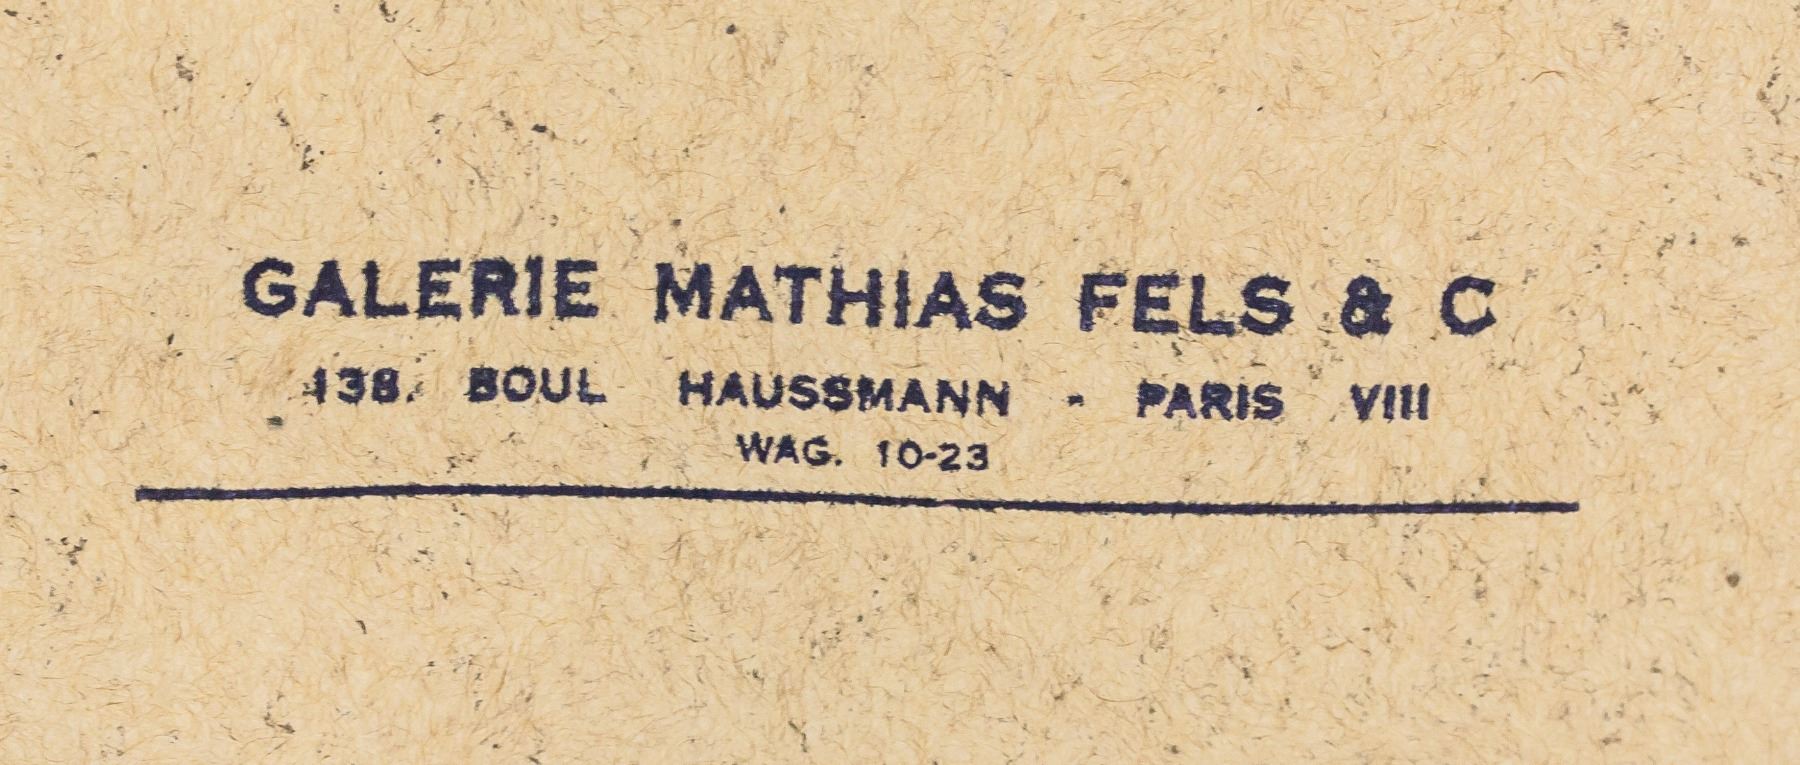 GALERIE MATHIAS FELS & C
138. BOUL HAUSSMANN - PARIS VIII
WAG. 10-23